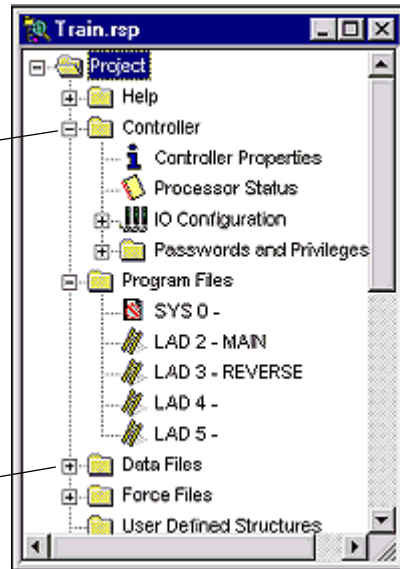 Train.rsp
Project
Help
Controller
Controller Properties
Processor Status
IO Configuration
Passwords and Privileges
Program Files
SYS 0 -
LAD 2 - MAIN
LAD 3 - REVERSE
LAD 4 -
LAD 5 -
Data Files
Force Files
User Defined Structures